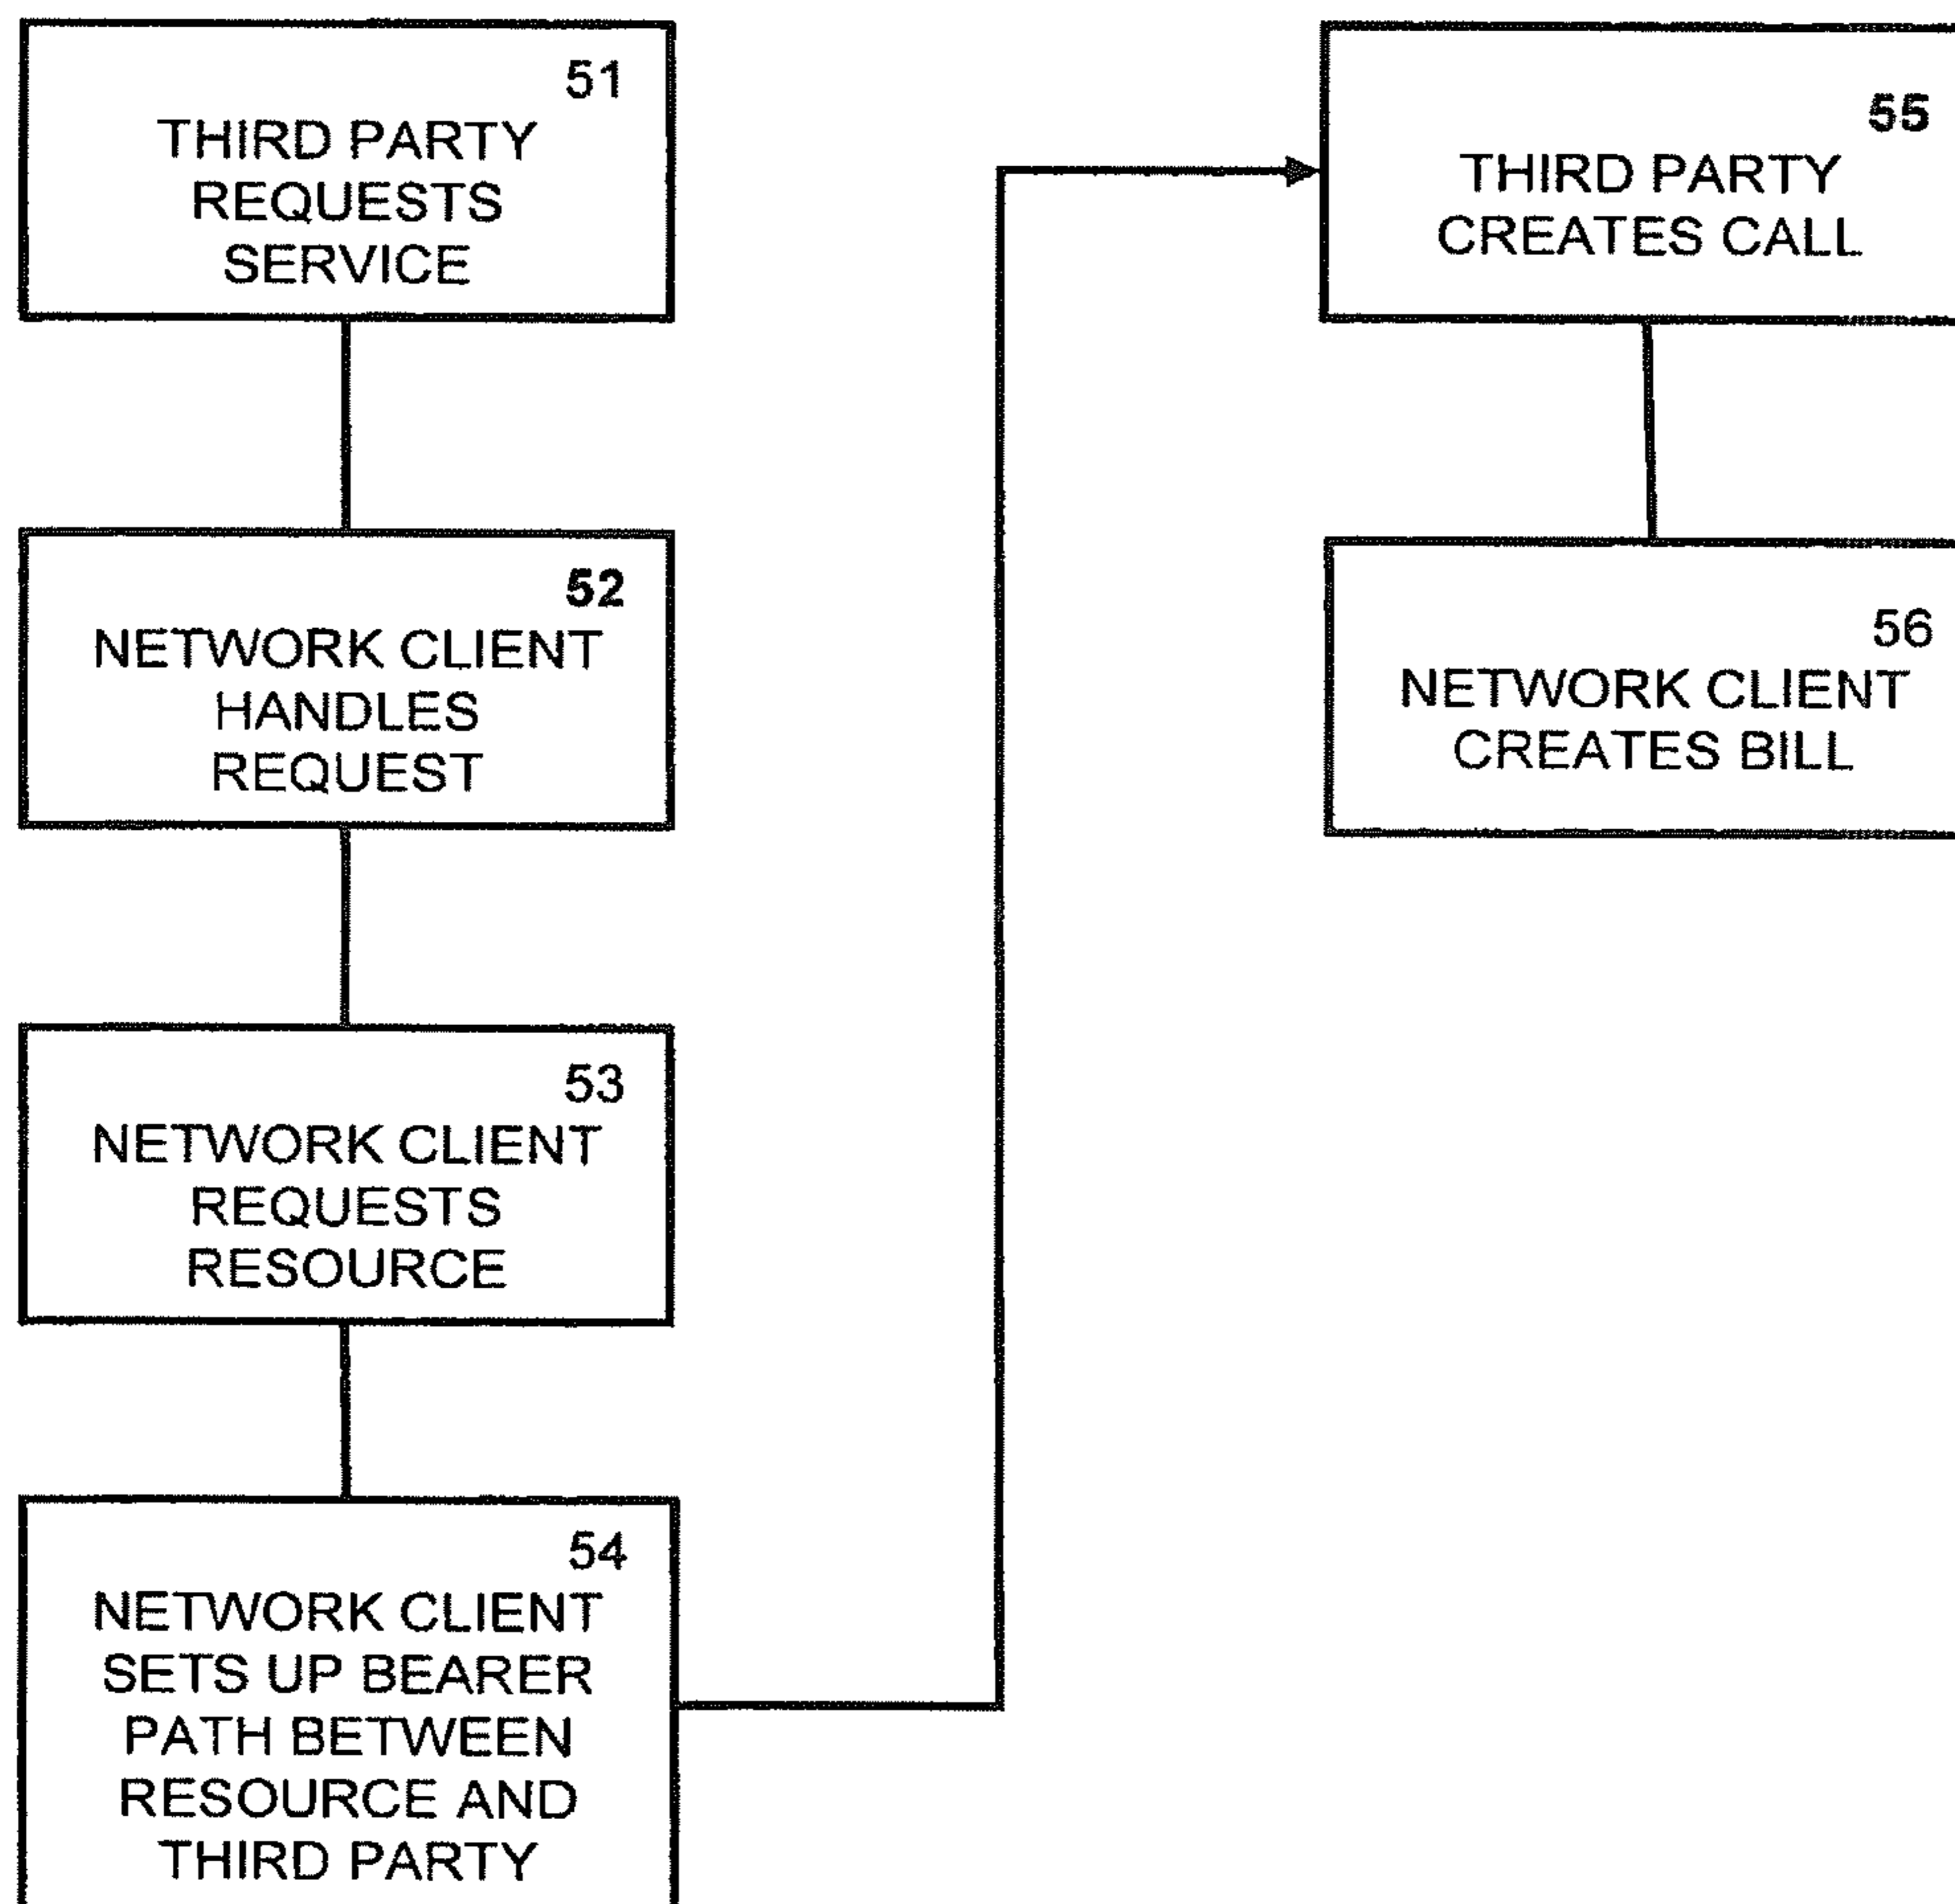 51
THIRD PARTY
REQUESTS
SERVICE
52
NETWORK CLIENT
HANDLES
REQUEST
53
NETWORK CLIENT
REQUESTS
RESOURCE
54
NETWORK CLIENT
SETS UP BEARER
PATH BETWEEN
RESOURCE AND
THIRD PARTY
55
THIRD PARTY
CREATES CALL
56
NETWORK CLIENT
CREATES BILL